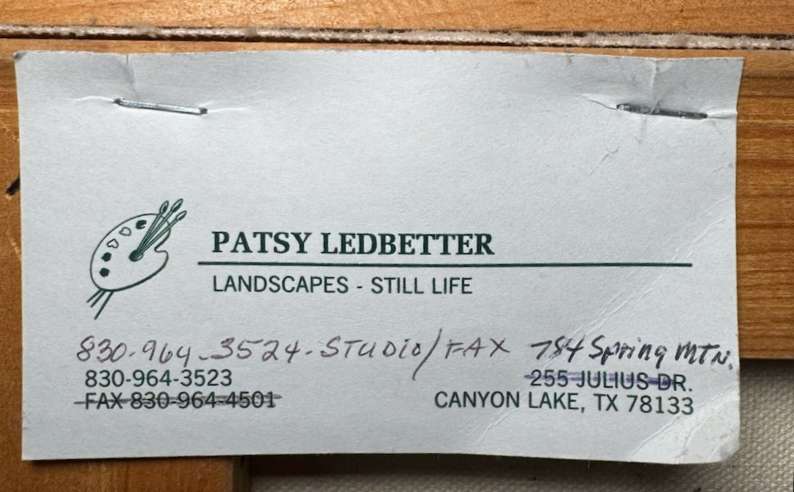 PATSY LEDBETTER
LANDSCAPES - STILL LIFE
830-964-3524-STUDIO/FAX 784 Spring MTN.
830-964-3523 255 JULIUS DR.
FAX 830-964-4501 CANYON LAKE, TX 78133